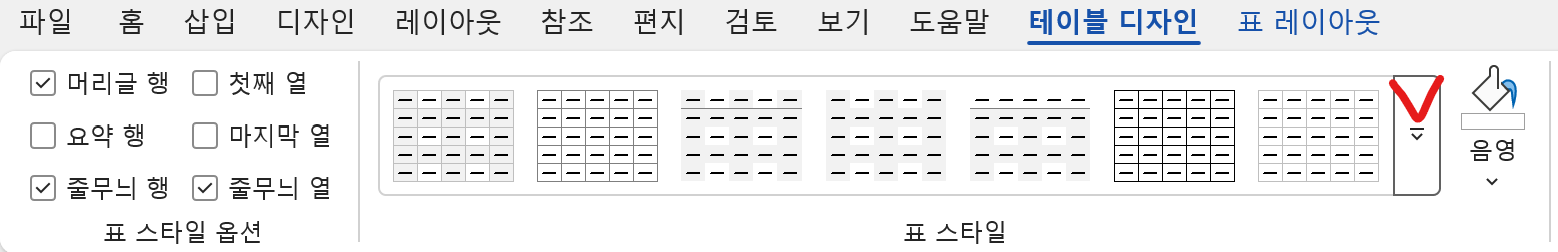 파일 홈 삽입 디자인 레이아웃 참조 편지 검토 보기 도움말 테이블 디자인 표 레이아웃
머리글 행 첫째 열
요약 행 마지막 열
줄무늬 행 줄무늬 열
표 스타일 옵션
표 스타일
음영